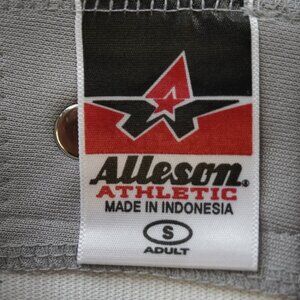 Alleson®
ATHLETIC
MADE IN INDONESIA
S
ADULT